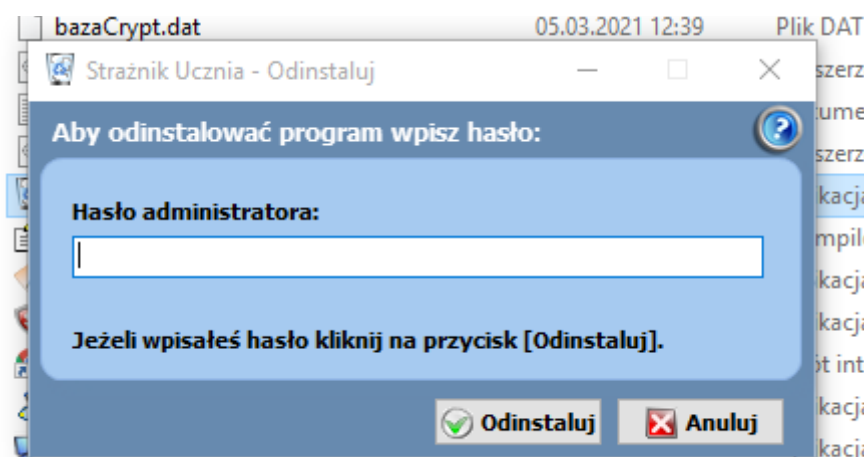 bazaCrypt.dat 05.03.2021 12:39 Plik DAT
Strażnik Ucznia - Odinstaluj
Aby odinstalować program wpisz hasło:
Hasło administratora:
Jeżeli wpisałeś hasło kliknij na przycisk [Odinstaluj].
Odinstaluj Anuluj